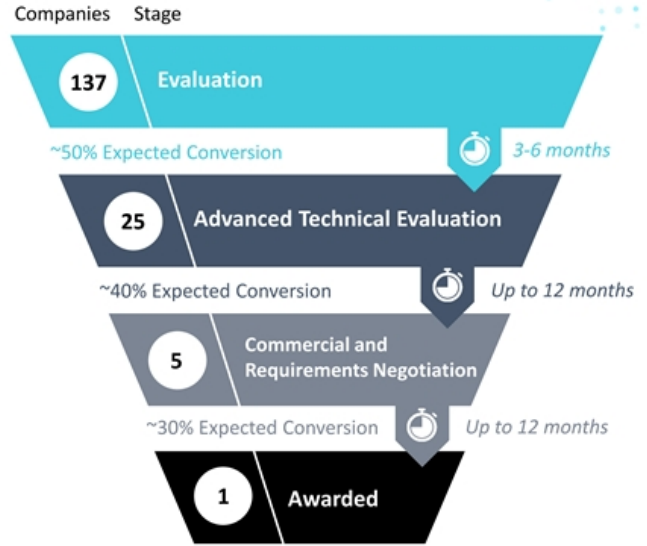 Companies Stage
137 Evaluation
~50% Expected Conversion 3-6 months
25 Advanced Technical Evaluation
~40% Expected Conversion Up to 12 months
5 Commercial and
Requirements Negotiation
~30% Expected Conversion Up to 12 months
1 Awarded